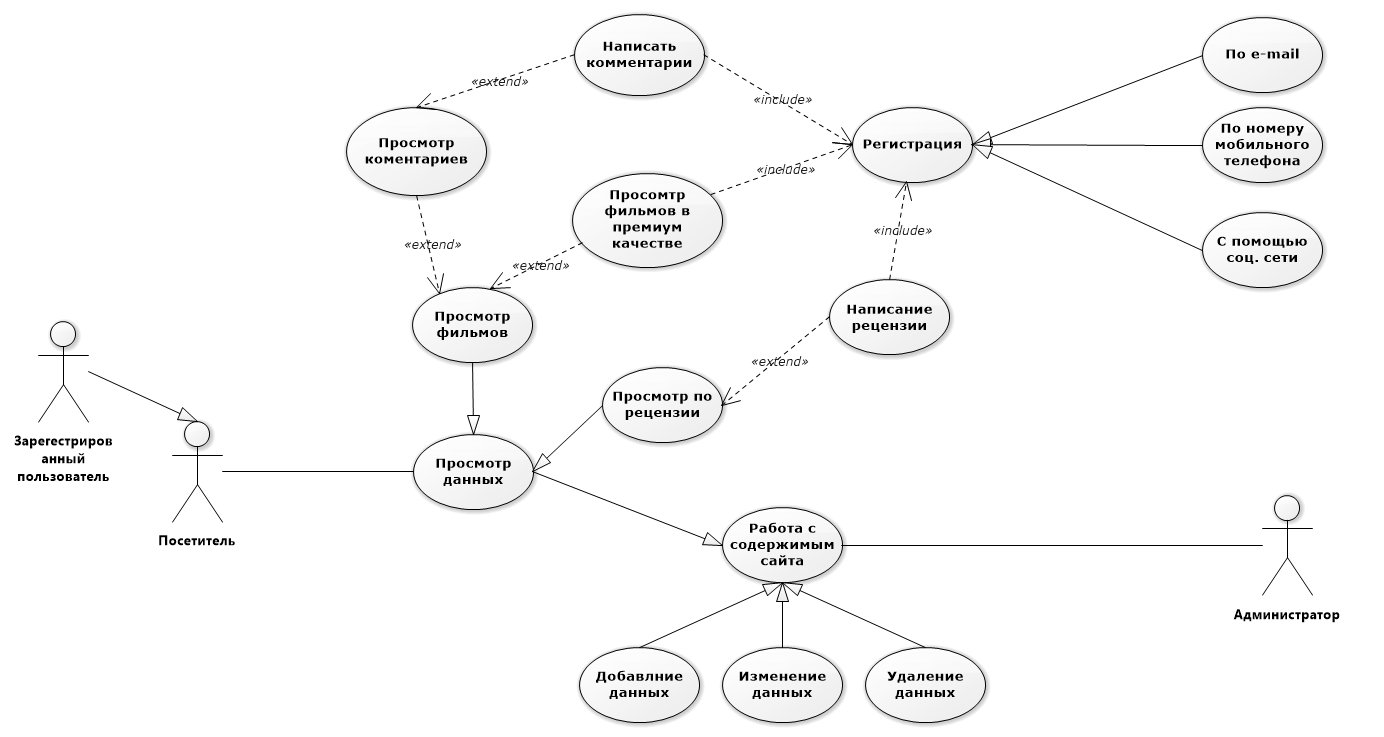 Написать
комментарии
По e-mail
«extend»
«include»
Просмотр
коментариев
Регистрация
По номеру
мобильного
телефона
«include»
Просомтр
фильмов в
премиум
качестве
«extend»
«extend»
«include»
С помощью
соц. сети
Просмотр
фильмов
Написание
рецензии
«extend»
Просмотр по
рецензии
Зарегестриров
анный
пользователь
Просмотр
данных
Посетитель
Работа с
содержимым
сайта
Администратор
Добавлние
данных
Изменение
данных
Удаление
данных